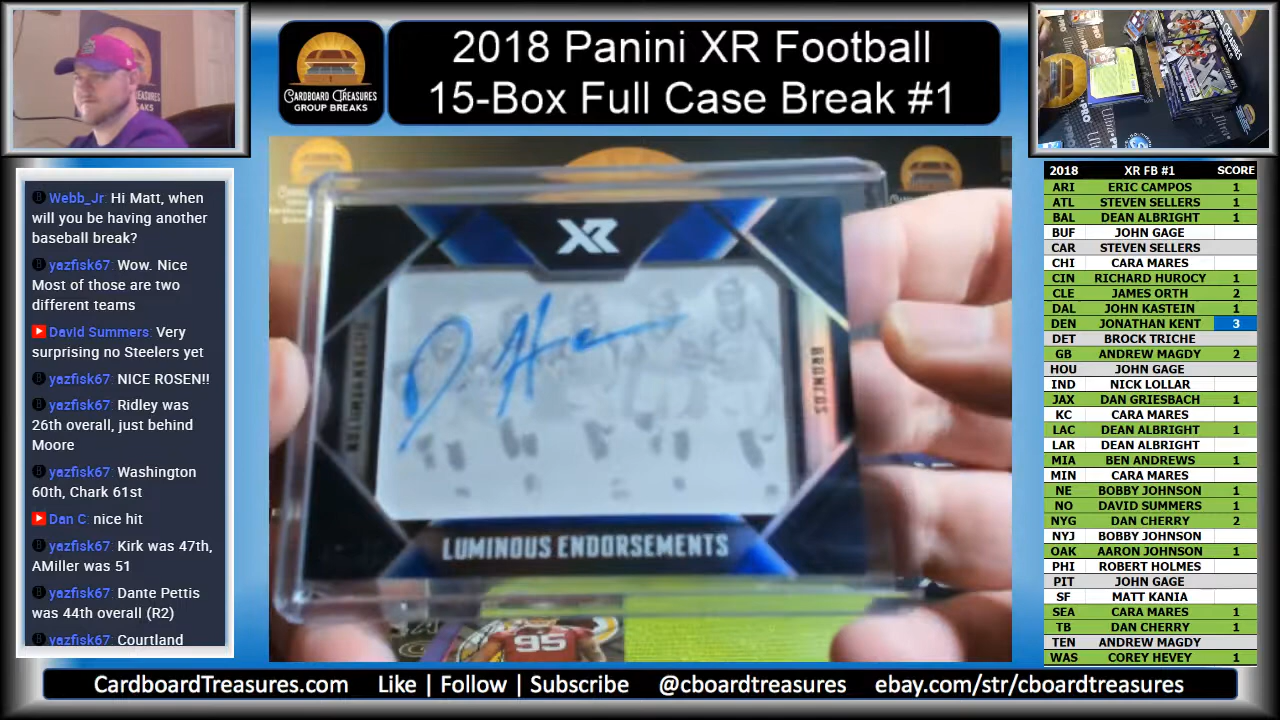 2018 Panini XR Football
15-Box Full Case Break #1
CARDBOARD TREASURES
GROUP BREAKS
Webb_Jr: Hi Matt, when
will you be having another
baseball break?
yazfisk67: Wow. Nice
Most of those are two
different teams
David Summers: Very
surprising no Steelers yet
yazfisk67: NICE ROSEN!!
yazfisk67: Ridley was
26th overall, just behind
Moore
yazfisk67: Washington
60th, Chark 61st
Dan C: nice hit
yazfisk67: Kirk was 47th,
AMiller was 51
yazfisk67: Dante Pettis
was 44th overall (R2)
yazfisk67: Courtland
XR
BRONCOS
LUMINOUS ENDORSEMENTS
95
2018 XR FB #1 SCORE
ARI ERIC CAMPOS 1
ATL STEVEN SELLERS 1
BAL DEAN ALBRIGHT 1
BUF JOHN GAGE
CAR STEVEN SELLERS
CHI CARA MARES
CIN RICHARD HUROCY 1
CLE JAMES ORTH 2
DAL JOHN KASTEIN 1
DEN JONATHAN KENT 3
DET BROCK TRICHE
GB ANDREW MAGDY 2
HOU JOHN GAGE
IND NICK LOLLAR
JAX DAN GRIESBACH 1
KC CARA MARES
LAC DEAN ALBRIGHT 1
LAR DEAN ALBRIGHT
MIA BEN ANDREWS 1
MIN CARA MARES
NE BOBBY JOHNSON 1
NO DAVID SUMMERS 1
NYG DAN CHERRY 2
NYJ BOBBY JOHNSON
OAK AARON JOHNSON 1
PHI ROBERT HOLMES
PIT JOHN GAGE
SF MATT KANIA
SEA CARA MARES 1
TB DAN CHERRY 1
TEN ANDREW MAGDY
WAS COREY HEVEY 1
CardboardTreasures.com Like | Follow | Subscribe @cboardtreasures ebay.com/str/cboardtreasures